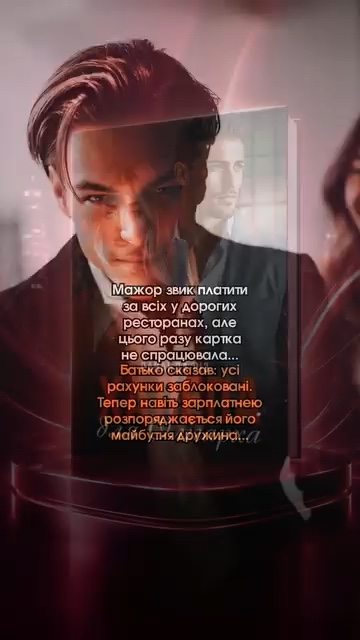 Мажор звик платити
за всіх у дорогих
ресторанах, але
цього разу картка
не спрацювала...
Батько сказав: усі
рахунки заблоковані.
Тепер навіть зарплатнею
розпоряджається його
майбутня дружина...